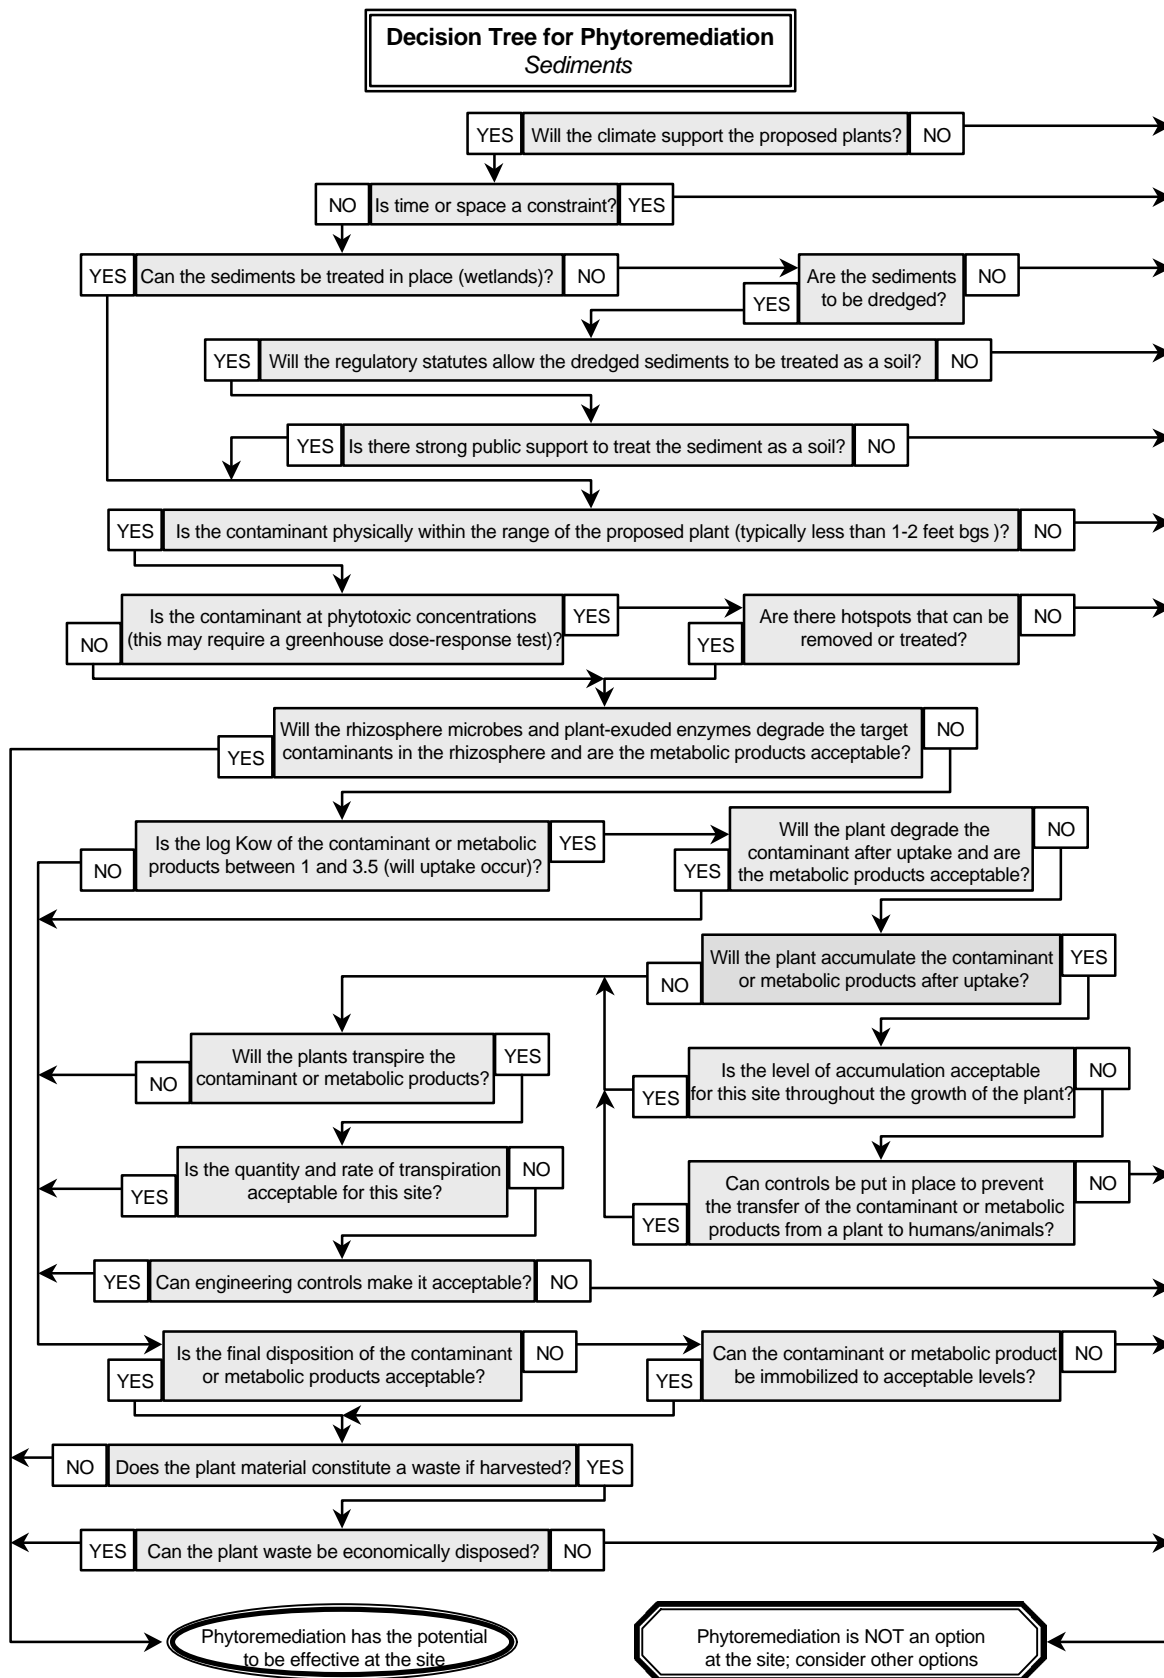 Decision Tree for Phytoremediation
Sediments
YES Will the climate support the proposed plants? NO
NO Is time or space a constraint? YES
YES Can the sediments be treated in place (wetlands)? NO
Are the sediments
to be dredged?
NO
YES
YES Will the regulatory statutes allow the dredged sediments to be treated as a soil? NO
YES Is there strong public support to treat the sediment as a soil? NO
YES Is the contaminant physically within the range of the proposed plant (typically less than 1-2 feet bgs )? NO
Is the contaminant at phytotoxic concentrations
(this may require a greenhouse dose-response test)?
YES
NO
Are there hotspots that can be
removed or treated?
NO
YES
Will the rhizosphere microbes and plant-exuded enzymes degrade the target
contaminants in the rhizosphere and are the metabolic products acceptable?
NO
YES
Is the log Kow of the contaminant or metabolic
products between 1 and 3.5 (will uptake occur)?
YES
NO
Will the plant degrade the
contaminant after uptake and are
the metabolic products acceptable?
NO
YES
Will the plant accumulate the contaminant
or metabolic products after uptake?
YES
NO
Will the plants transpire the
contaminant or metabolic products?
YES
NO
Is the level of accumulation acceptable
for this site throughout the growth of the plant?
NO
YES
Is the quantity and rate of transpiration
acceptable for this site?
NO
YES
Can controls be put in place to prevent
the transfer of the contaminant or metabolic
products from a plant to humans/animals?
NO
YES
YES Can engineering controls make it acceptable? NO
Is the final disposition of the contaminant
or metabolic products acceptable?
NO
YES
Can the contaminant or metabolic product
be immobilized to acceptable levels?
NO
YES
NO Does the plant material constitute a waste if harvested? YES
YES Can the plant waste be economically disposed? NO
Phytoremediation has the potential
to be effective at the site
Phytoremediation is NOT an option
at the site; consider other options